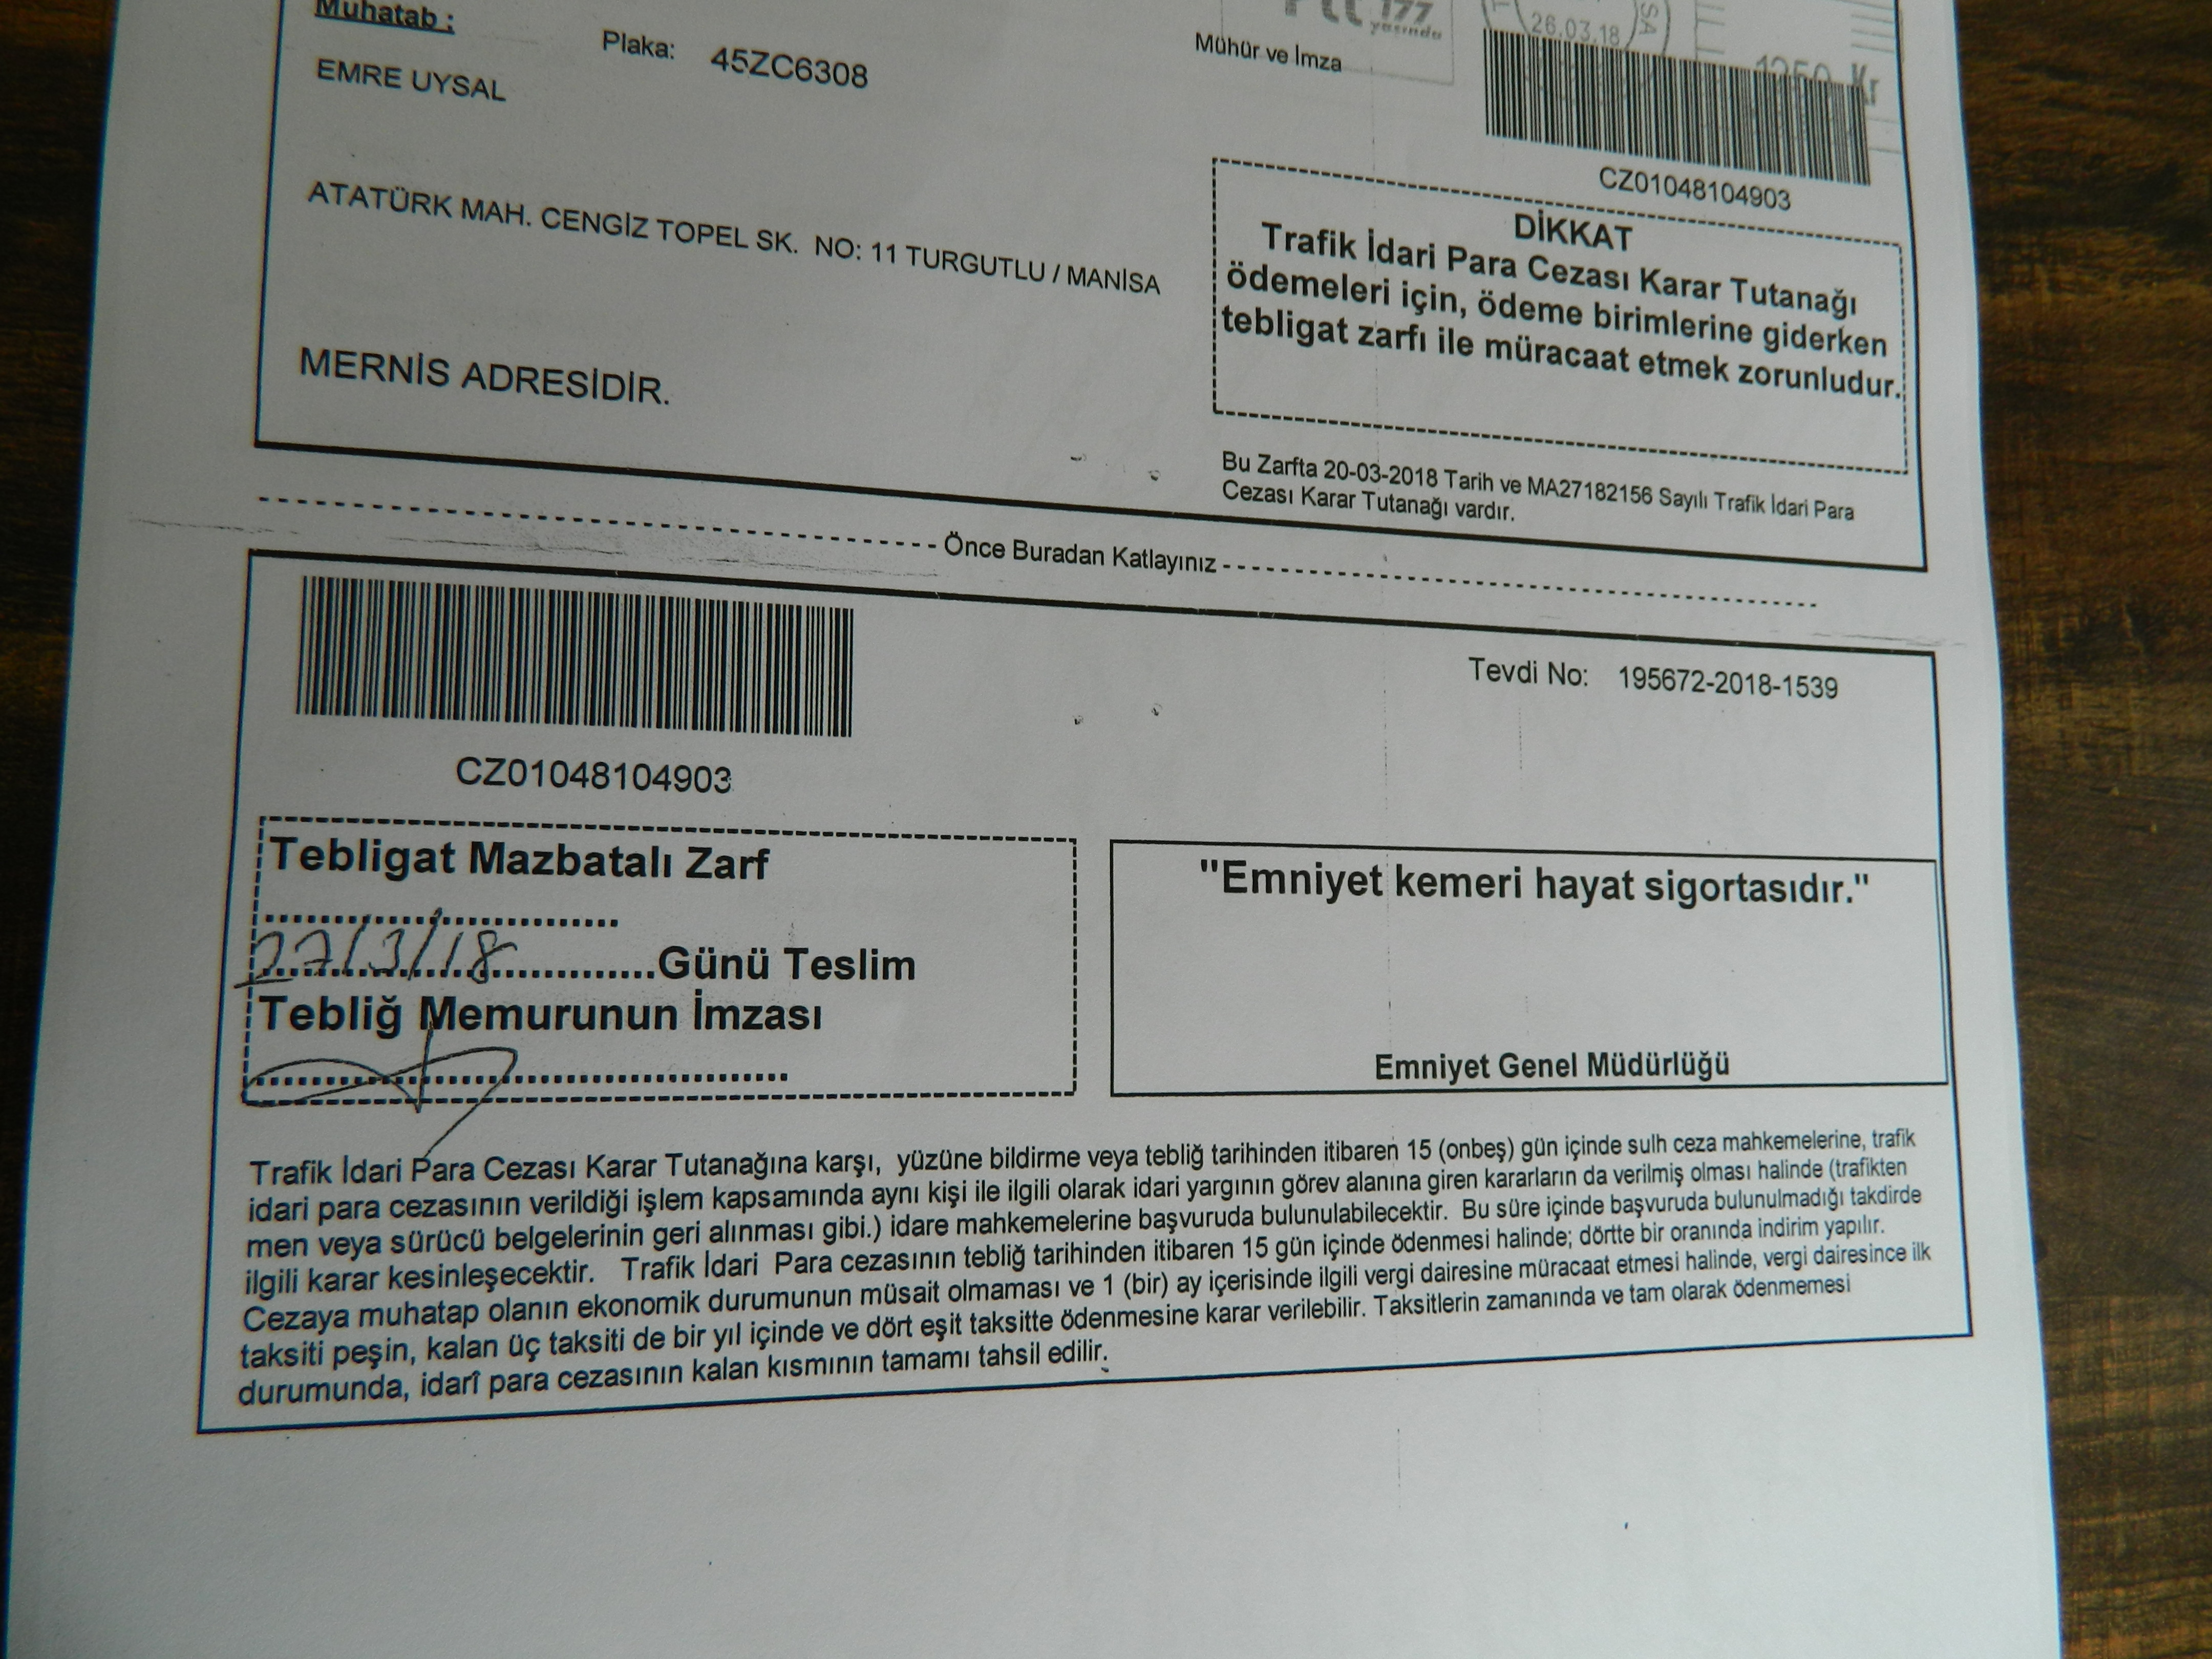 Muhatab :
Plaka: 45ZC6308
EMRE UYSAL
ATATÜRK MAH. CENGİZ TOPEL SK. NO: 11 TURGUTLU / MANİSA
MERNİS ADRESİDİR.
Ptt 177
yaşında
Mühür ve İmza
26.03.18
SA
1250 Kr
CZ01048104903
DİKKAT
Trafik İdari Para Cezası Karar Tutanağı
ödemeleri için, ödeme birimlerine giderken
tebligat zarfı ile müracaat etmek zorunludur.
Bu Zarfta 20-03-2018 Tarih ve MA27182156 Sayılı Trafik İdari Para
Cezası Karar Tutanağı vardır.
Önce Buradan Katlayınız
CZ01048104903
Tevdi No: 195672-2018-1539
Tebligat Mazbatalı Zarf
27/3/18 Günü Teslim
Tebliğ Memurunun İmzası
"Emniyet kemeri hayat sigortasıdır."
Emniyet Genel Müdürlüğü
Trafik İdari Para Cezası Karar Tutanağına karşı, yüzüne bildirme veya tebliğ tarihinden itibaren 15 (onbeş) gün içinde sulh ceza mahkemelerine, trafik
idari para cezasının verildiği işlem kapsamında aynı kişi ile ilgili olarak idari yargının görev alanına giren kararların da verilmiş olması halinde (trafikten
men veya sürücü belgelerinin geri alınması gibi.) idare mahkemelerine başvuruda bulunulabilecektir. Bu süre içinde başvuruda bulunulmadığı takdirde
ilgili karar kesinleşecektir. Trafik İdari Para cezasının tebliğ tarihinden itibaren 15 gün içinde ödenmesi halinde; dörtte bir oranında indirim yapılır.
Cezaya muhatap olanın ekonomik durumunun müsait olmaması ve 1 (bir) ay içerisinde ilgili vergi dairesine müracaat etmesi halinde, vergi dairesince ilk
taksiti peşin, kalan üç taksiti de bir yıl içinde ve dört eşit taksitte ödenmesine karar verilebilir. Taksitlerin zamanında ve tam olarak ödenmemesi
durumunda, idarî para cezasının kalan kısmının tamamı tahsil edilir.